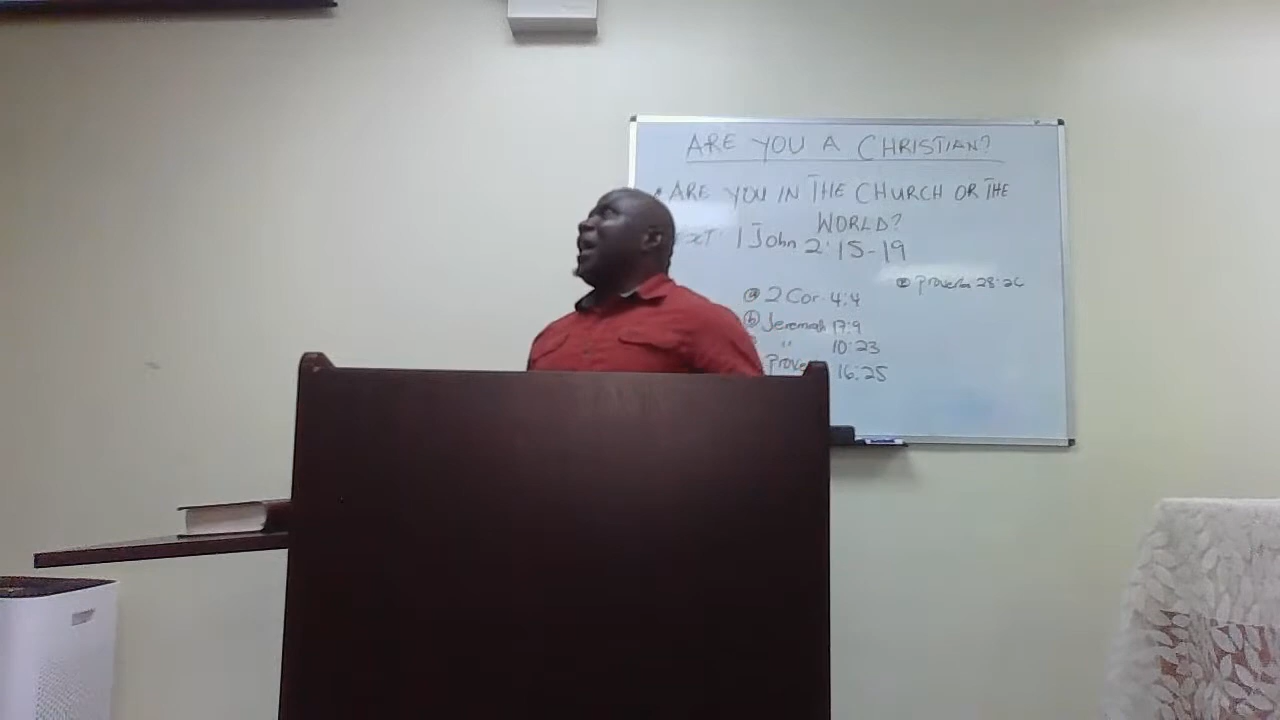 ARE YOU A CHRISTIAN?
ARE YOU IN THE CHURCH OR THE
WORLD?
1 John 2:15-19
ⓐ 2 Cor 4:4
ⓑ Jeremiah 17:9
" 10:23
16:25
Proverbs 28:26